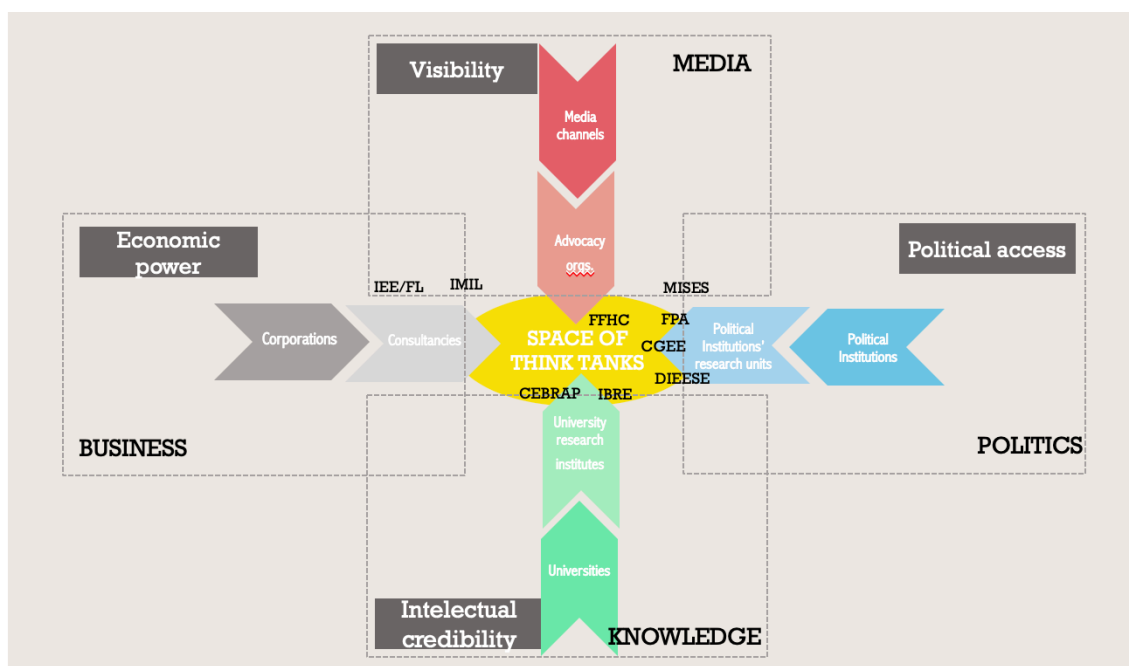 Visibility
MEDIA
Media
channels
Economic
power
Political access
Advocacy
orgs.
IEE/FL
IMIL
MISES
FFHC
FPA
Corporations
Consultancies
SPACE OF
THINK TANKS
CGEE
Political
Institutions'
research units
Political
Institutions
DIEESE
CEBRAP
IBRE
University
research
institutes
BUSINESS
POLITICS
Universities
Intelectual
credibility
KNOWLEDGE